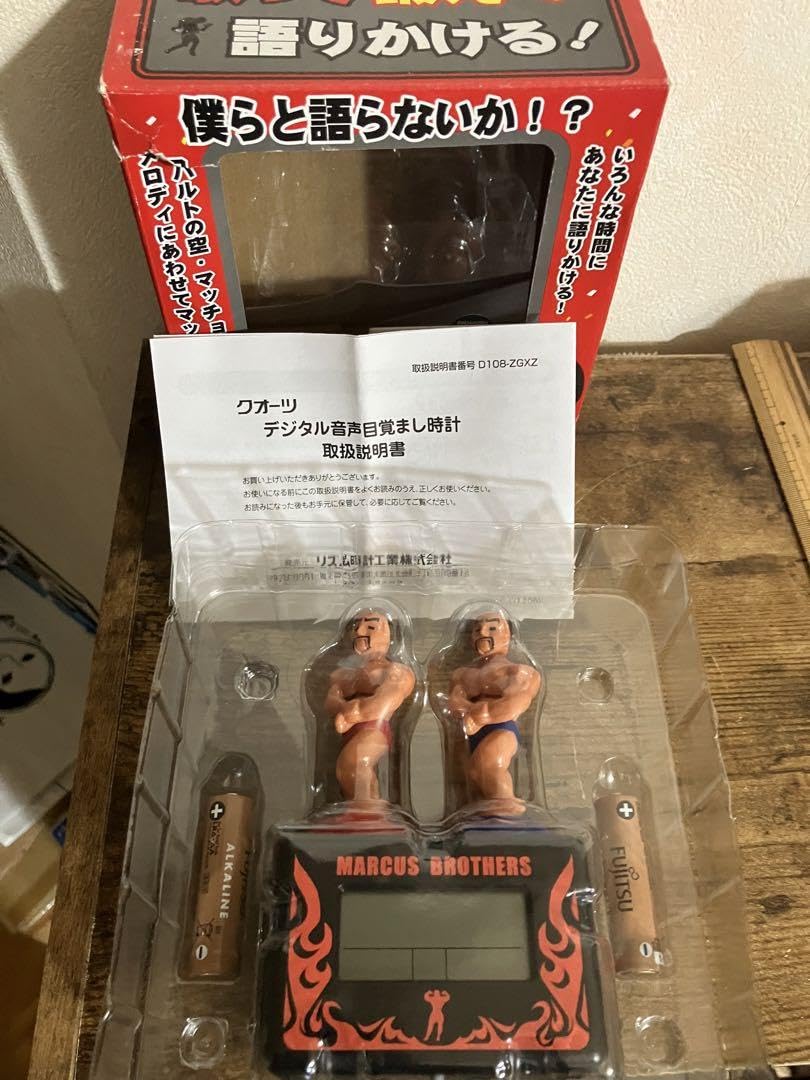 語りかける!
僕らと語らないか!?
いろんな時間に
あなたに語りかける!
ハルトの空・マッチョ
メロディにあわせてマッ
取扱説明書番号 D108-ZGXZ
クオーツ
デジタル音声目覚まし時計
取扱説明書
お買い上げいただきありがとうございます。
お使いになる前にこの取扱説明書をよくお読みのうえ、正しくお使いください。
お読みになった後もお手元に保管して、必要に応じてご覧ください。
発売元 リズム時計工業株式会社
MARCUS BROTHERS
ALKALINE
FUJITSU